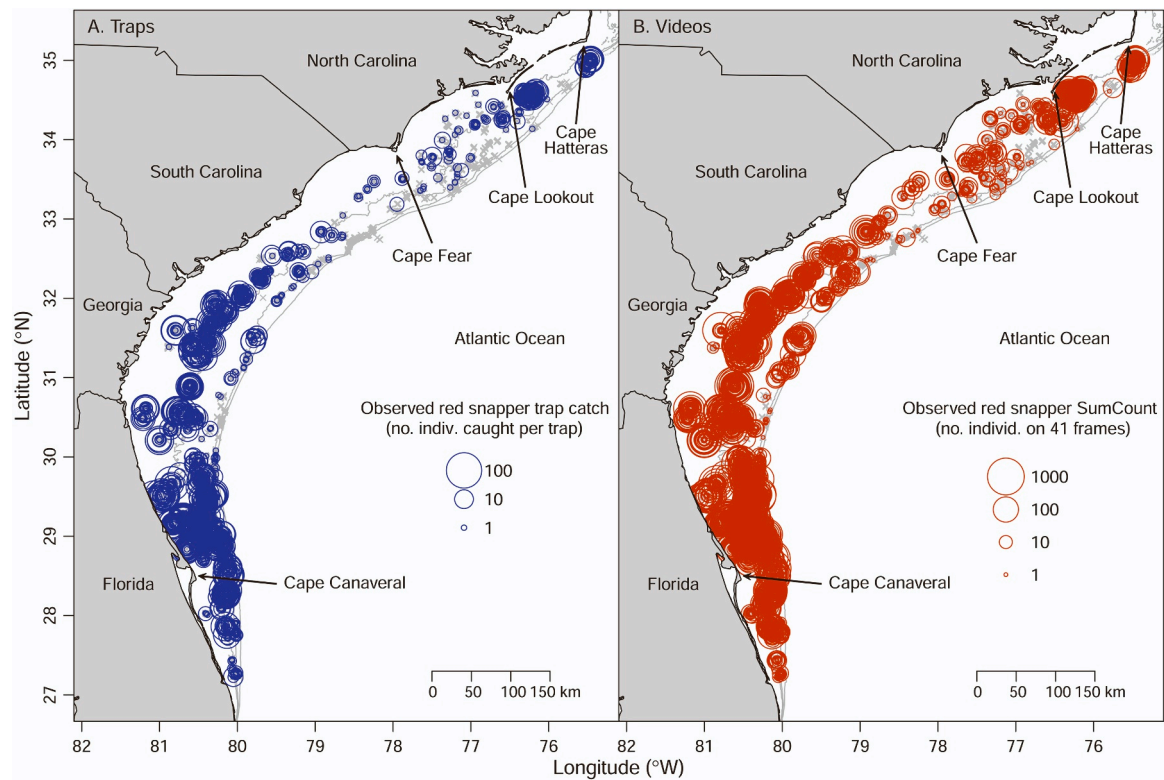 A. Traps
North Carolina
South Carolina
Georgia
Florida
Cape
Hatteras
Cape Lookout
Cape Fear
Atlantic Ocean
Observed red snapper trap catch
(no. indiv. caught per trap)
100
10
1
Cape Canaveral
0 50 100 150 km
B. Videos
North Carolina
South Carolina
Georgia
Florida
Cape
Hatteras
Cape Lookout
Cape Fear
Atlantic Ocean
Observed red snapper SumCount
(no. individ. on 41 frames)
1000
100
10
1
Cape Canaveral
0 50 100 150 km
Latitude (°N)
35
34
33
32
31
30
29
28
27
82 81 80 79 78 77 76
82 81 80 79 78 77 76
Longitude (°W)